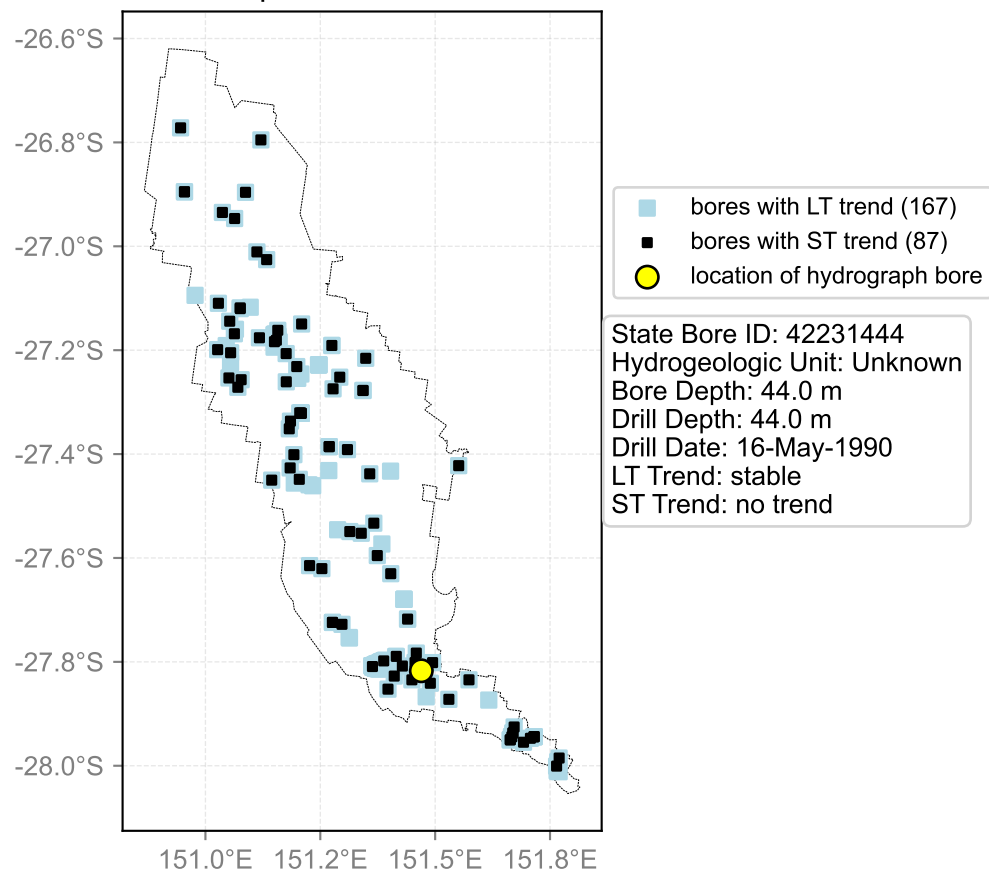 -26.6°S
-26.8°S
-27.0°S
-27.2°S
-27.4°S
-27.6°S
-27.8°S
-28.0°S
151.0°E
151.2°E
151.5°E
151.8°E
bores with LT trend (167)
bores with ST trend (87)
location of hydrograph bore
State Bore ID: 42231444
Hydrogeologic Unit: Unknown
Bore Depth: 44.0 m
Drill Depth: 44.0 m
Drill Date: 16-May-1990
LT Trend: stable
ST Trend: no trend